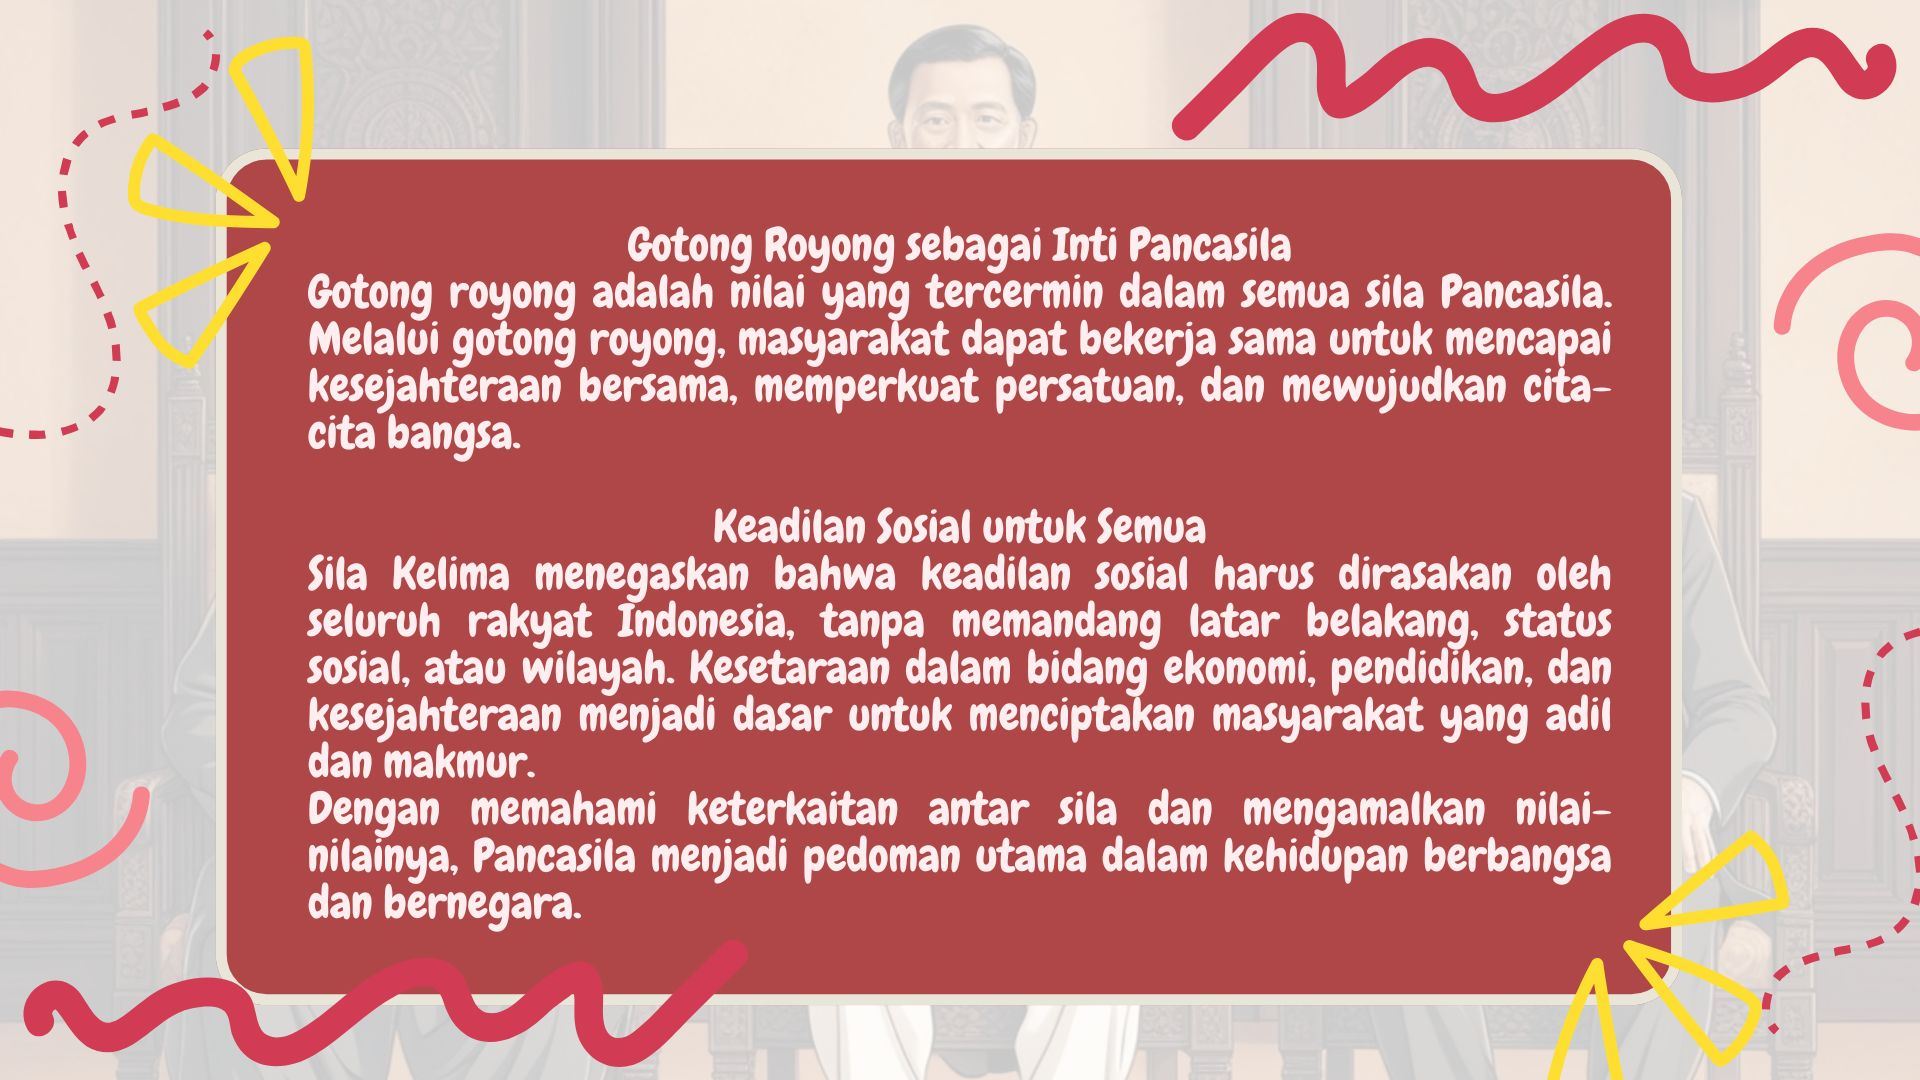 Gotong Royong sebagai Inti Pancasila
Gotong royong adalah nilai yang tercermin dalam semua sila Pancasila.
Melalui gotong royong, masyarakat dapat bekerja sama untuk mencapai
kesejahteraan bersama, memperkuat persatuan, dan mewujudkan cita-
cita bangsa.
Keadilan Sosial untuk Semua
Sila Kelima menegaskan bahwa keadilan sosial harus dirasakan oleh
seluruh rakyat Indonesia, tanpa memandang latar belakang, status
sosial, atau wilayah. Kesetaraan dalam bidang ekonomi, pendidikan, dan
kesejahteraan menjadi dasar untuk menciptakan masyarakat yang adil
dan makmur.
Dengan memahami keterkaitan antar sila dan mengamalkan nilai-
nilainya, Pancasila menjadi pedoman utama dalam kehidupan berbangsa
dan bernegara.